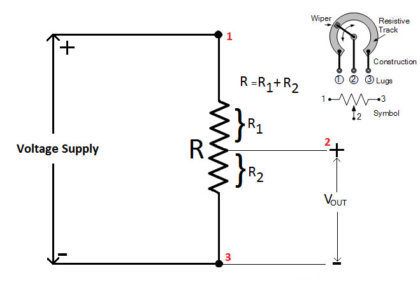 1
+
Voltage Supply
-
R =R1+R2
R
} R1
} R2
2
+
VOUT
-
3
Wiper
Resistive
Track
Construction
1 2 3 Lugs
1 3
Symbol
2